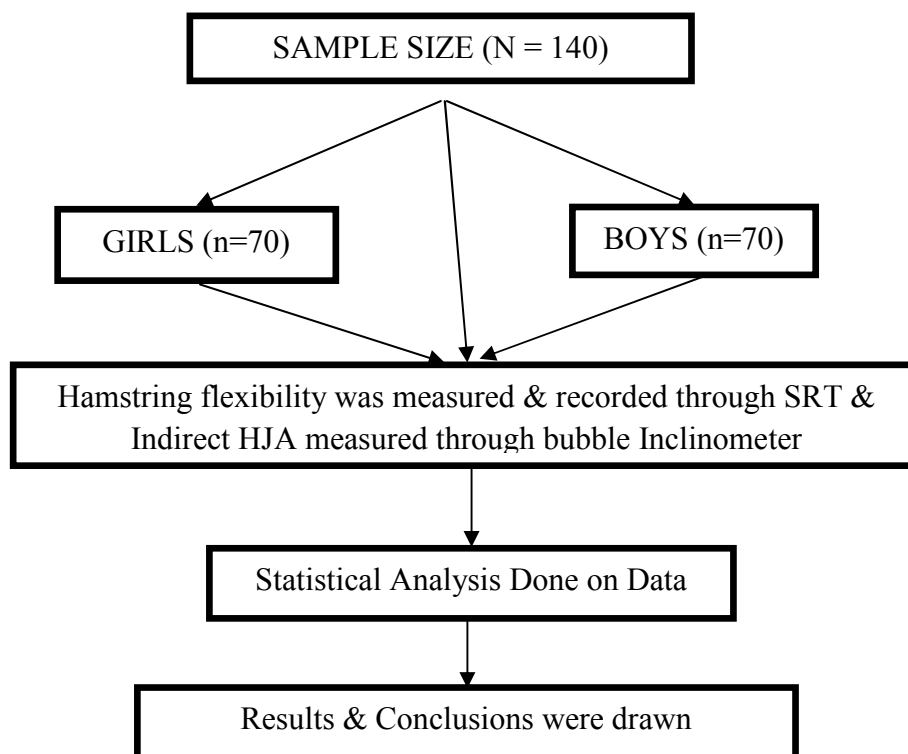 SAMPLE SIZE (N = 140)
GIRLS (n=70)
BOYS (n=70)
Hamstring flexibility was measured & recorded through SRT &
Indirect HJA measured through bubble Inclinometer
Statistical Analysis Done on Data
Results & Conclusions were drawn